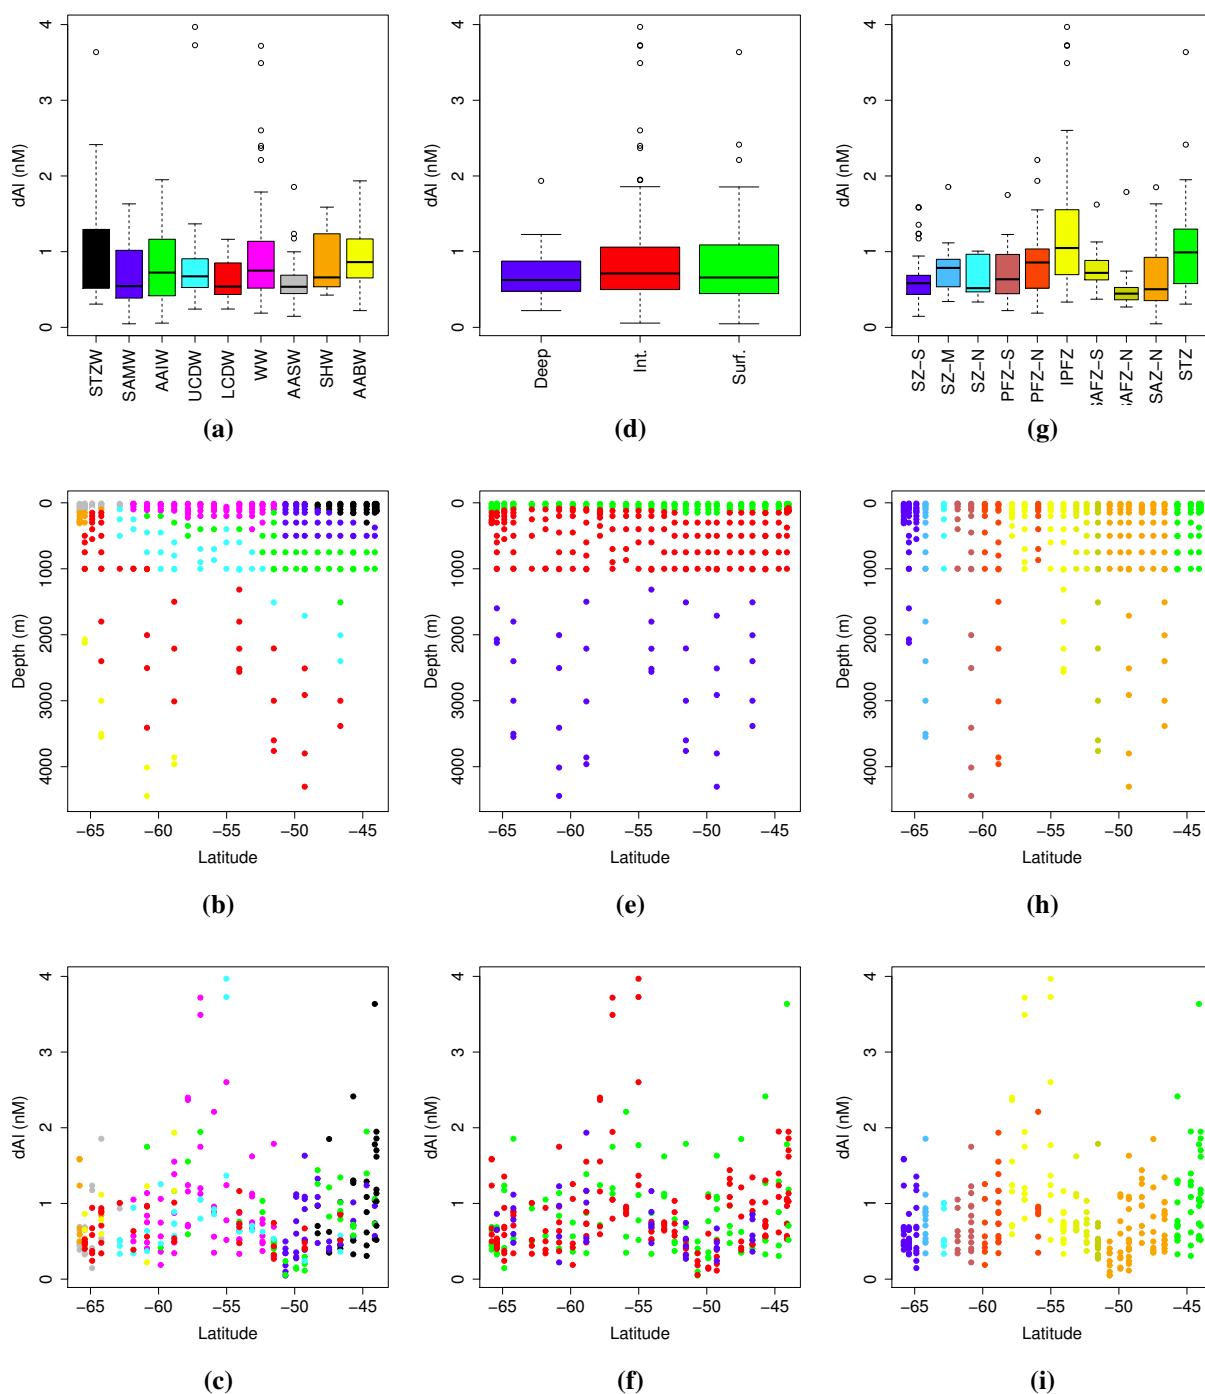 dAl (nM)
0 1 2 3 4
STZW SAMW AAIW UCDW LCDW WW AASW SHW AABW
(a)
dAl (nM)
0 1 2 3 4
Deep Int. Surf.
(d)
dAl (nM)
0 1 2 3 4
SZ-S SZ-M SZ-N PFZ-S PFZ-N IPFZ SAFZ-S SAFZ-N SAZ-N STZ
(g)
Depth (m)
0 1000 2000 3000 4000
−65 −60 −55 −50 −45
Latitude
(b)
Depth (m)
0 1000 2000 3000 4000
−65 −60 −55 −50 −45
Latitude
(e)
Depth (m)
0 1000 2000 3000 4000
−65 −60 −55 −50 −45
Latitude
(h)
dAl (nM)
0 1 2 3 4
−65 −60 −55 −50 −45
Latitude
(c)
dAl (nM)
0 1 2 3 4
−65 −60 −55 −50 −45
Latitude
(f)
dAl (nM)
0 1 2 3 4
−65 −60 −55 −50 −45
Latitude
(i)